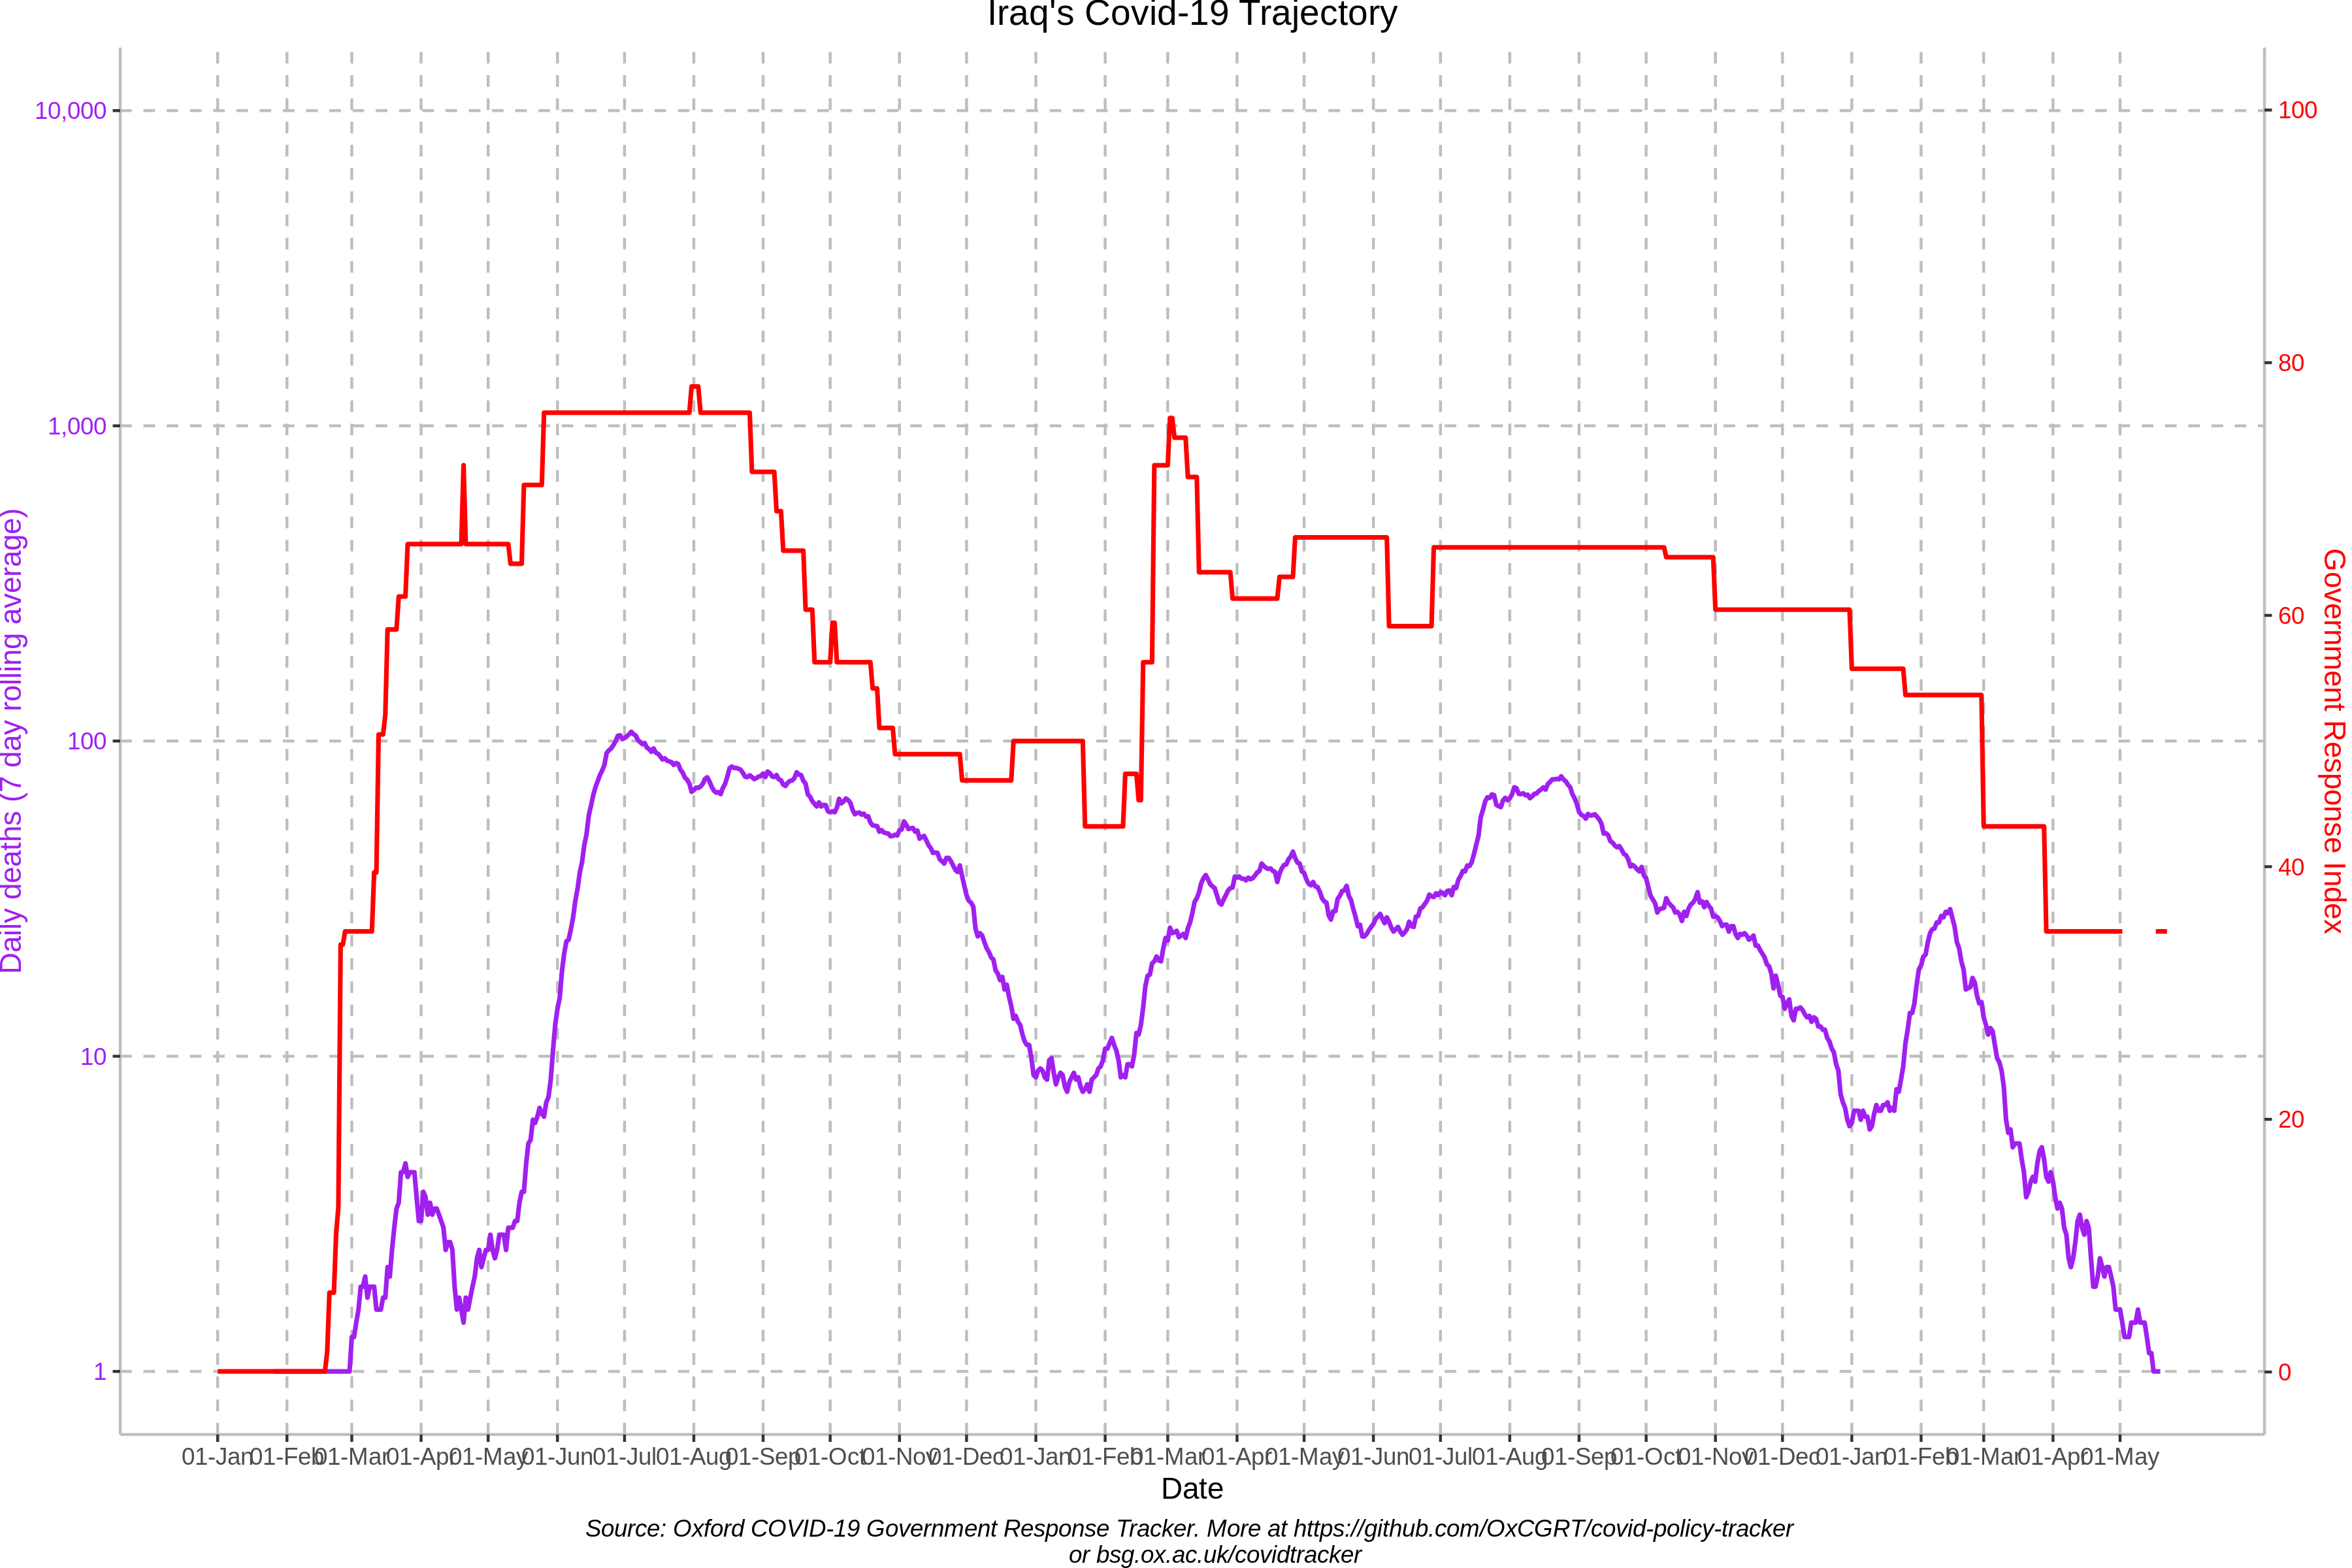 Iraq's Covid-19 Trajectory
10,000
1,000
100
10
1
Daily deaths (7 day rolling average)
100
80
60
40
20
0
Government Response Index
01-Jan 01-Feb 01-Mar 01-Apr 01-May 01-Jun 01-Jul 01-Aug 01-Sep 01-Oct 01-Nov 01-Dec 01-Jan 01-Feb 01-Mar 01-Apr 01-May 01-Jun 01-Jul 01-Aug 01-Sep 01-Oct 01-Nov 01-Dec 01-Jan 01-Feb 01-Mar 01-Apr 01-May
Date
Source: Oxford COVID-19 Government Response Tracker. More at https://github.com/OxCGRT/covid-policy-tracker
or bsg.ox.ac.uk/covidtracker